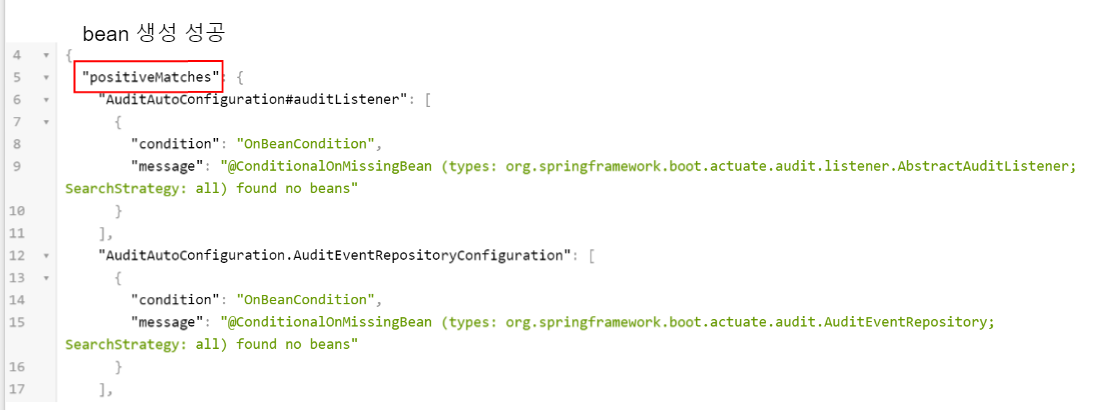 bean 생성 성공
4 {
5 "positiveMatches": {
6 "AuditAutoConfiguration#auditListener": [
7 {
8 "condition": "OnBeanCondition",
9 "message": "@ConditionalOnMissingBean (types: org.springframework.boot.actuate.audit.listener.AbstractAuditListener;
SearchStrategy: all) found no beans"
10 }
11 ],
12 "AuditAutoConfiguration.AuditEventRepositoryConfiguration": [
13 {
14 "condition": "OnBeanCondition",
15 "message": "@ConditionalOnMissingBean (types: org.springframework.boot.actuate.audit.AuditEventRepository;
SearchStrategy: all) found no beans"
16 }
17 ],